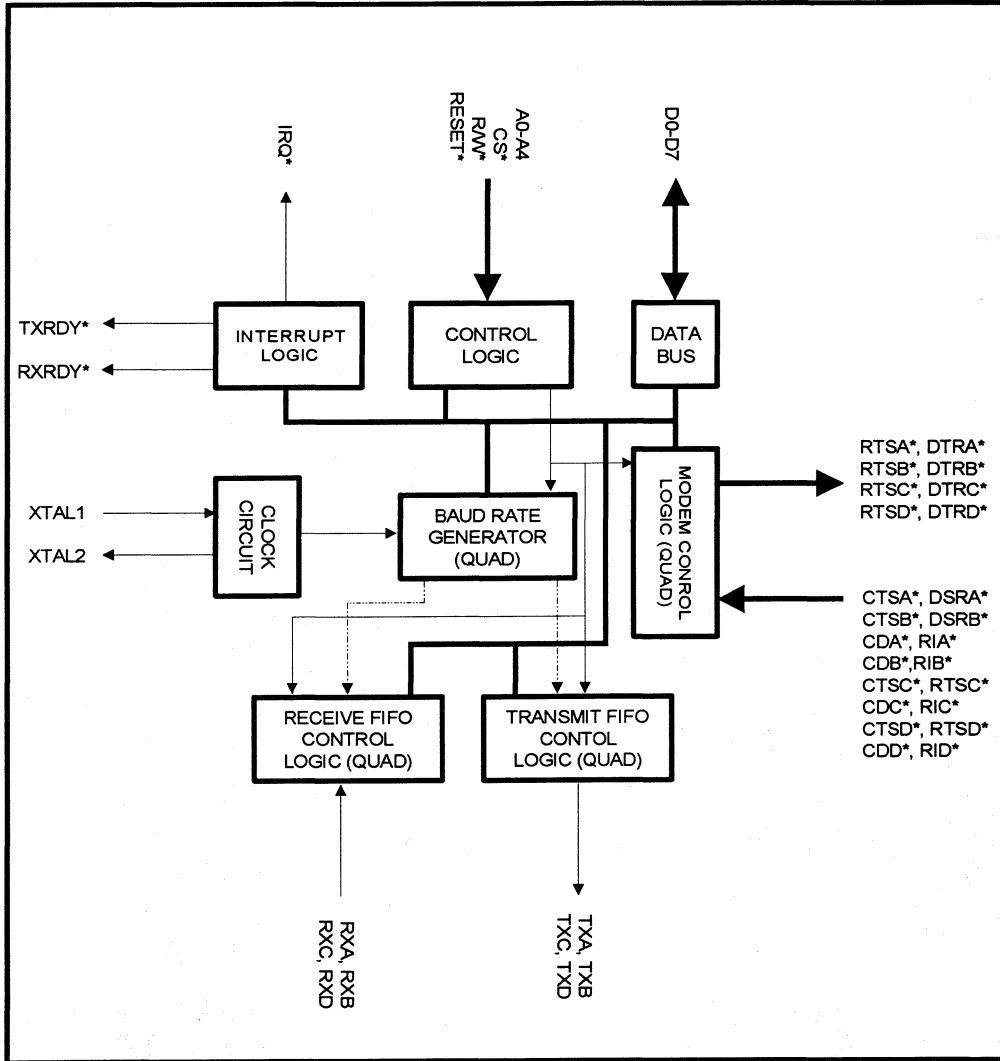 IRQ*
A0-A4
CS*
R/W*
RESET*
D0-D7
TXRDY*
RXRDY*
INTERRUPT
LOGIC
CONTROL
LOGIC
DATA
BUS
XTAL1
XTAL2
CLOCK
CIRCUIT
BAUD RATE
GENERATOR
(QUAD)
MODEM CONROL
LOGIC (QUAD)
RTSA*, DTRA*
RTSB*, DTRB*
RTSC*, DTRC*
RTSD*, DTRD*
CTSA*, DSRA*
CTSB*, DSRB*
CDA*, RIA*
CDB*,RIB*
CTSC*, RTSC*
CDC*, RIC*
CTSD*, RTSD*
CDD*, RID*
RECEIVE FIFO
CONTROL
LOGIC (QUAD)
TRANSMIT FIFO
CONTOL
LOGIC (QUAD)
RXA, RXB
RXC, RXD
TXA, TXB
TXC, TXD